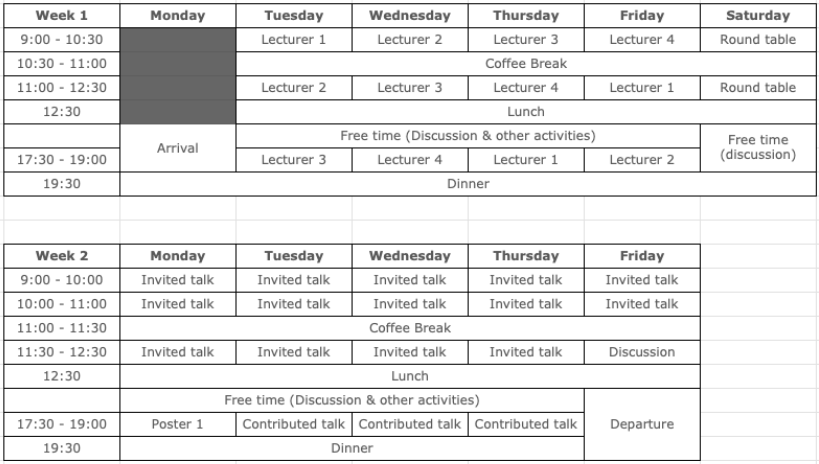 Week 1 Monday Tuesday Wednesday Thursday Friday Saturday
9:00 - 10:30 Lecturer 1 Lecturer 2 Lecturer 3 Lecturer 4 Round table
10:30 - 11:00 Coffee Break
11:00 - 12:30 Lecturer 2 Lecturer 3 Lecturer 4 Lecturer 1 Round table
12:30 Lunch
Arrival Free time (Discussion & other activities) Free time
(discussion)
17:30 - 19:00 Lecturer 3 Lecturer 4 Lecturer 1 Lecturer 2
19:30 Dinner
Week 2 Monday Tuesday Wednesday Thursday Friday
9:00 - 10:00 Invited talk Invited talk Invited talk Invited talk Invited talk
10:00 - 11:00 Invited talk Invited talk Invited talk Invited talk Invited talk
11:00 - 11:30 Coffee Break
11:30 - 12:30 Invited talk Invited talk Invited talk Invited talk Discussion
12:30 Lunch
Free time (Discussion & other activities)
17:30 - 19:00 Poster 1 Contributed talk Contributed talk Contributed talk Departure
19:30 Dinner